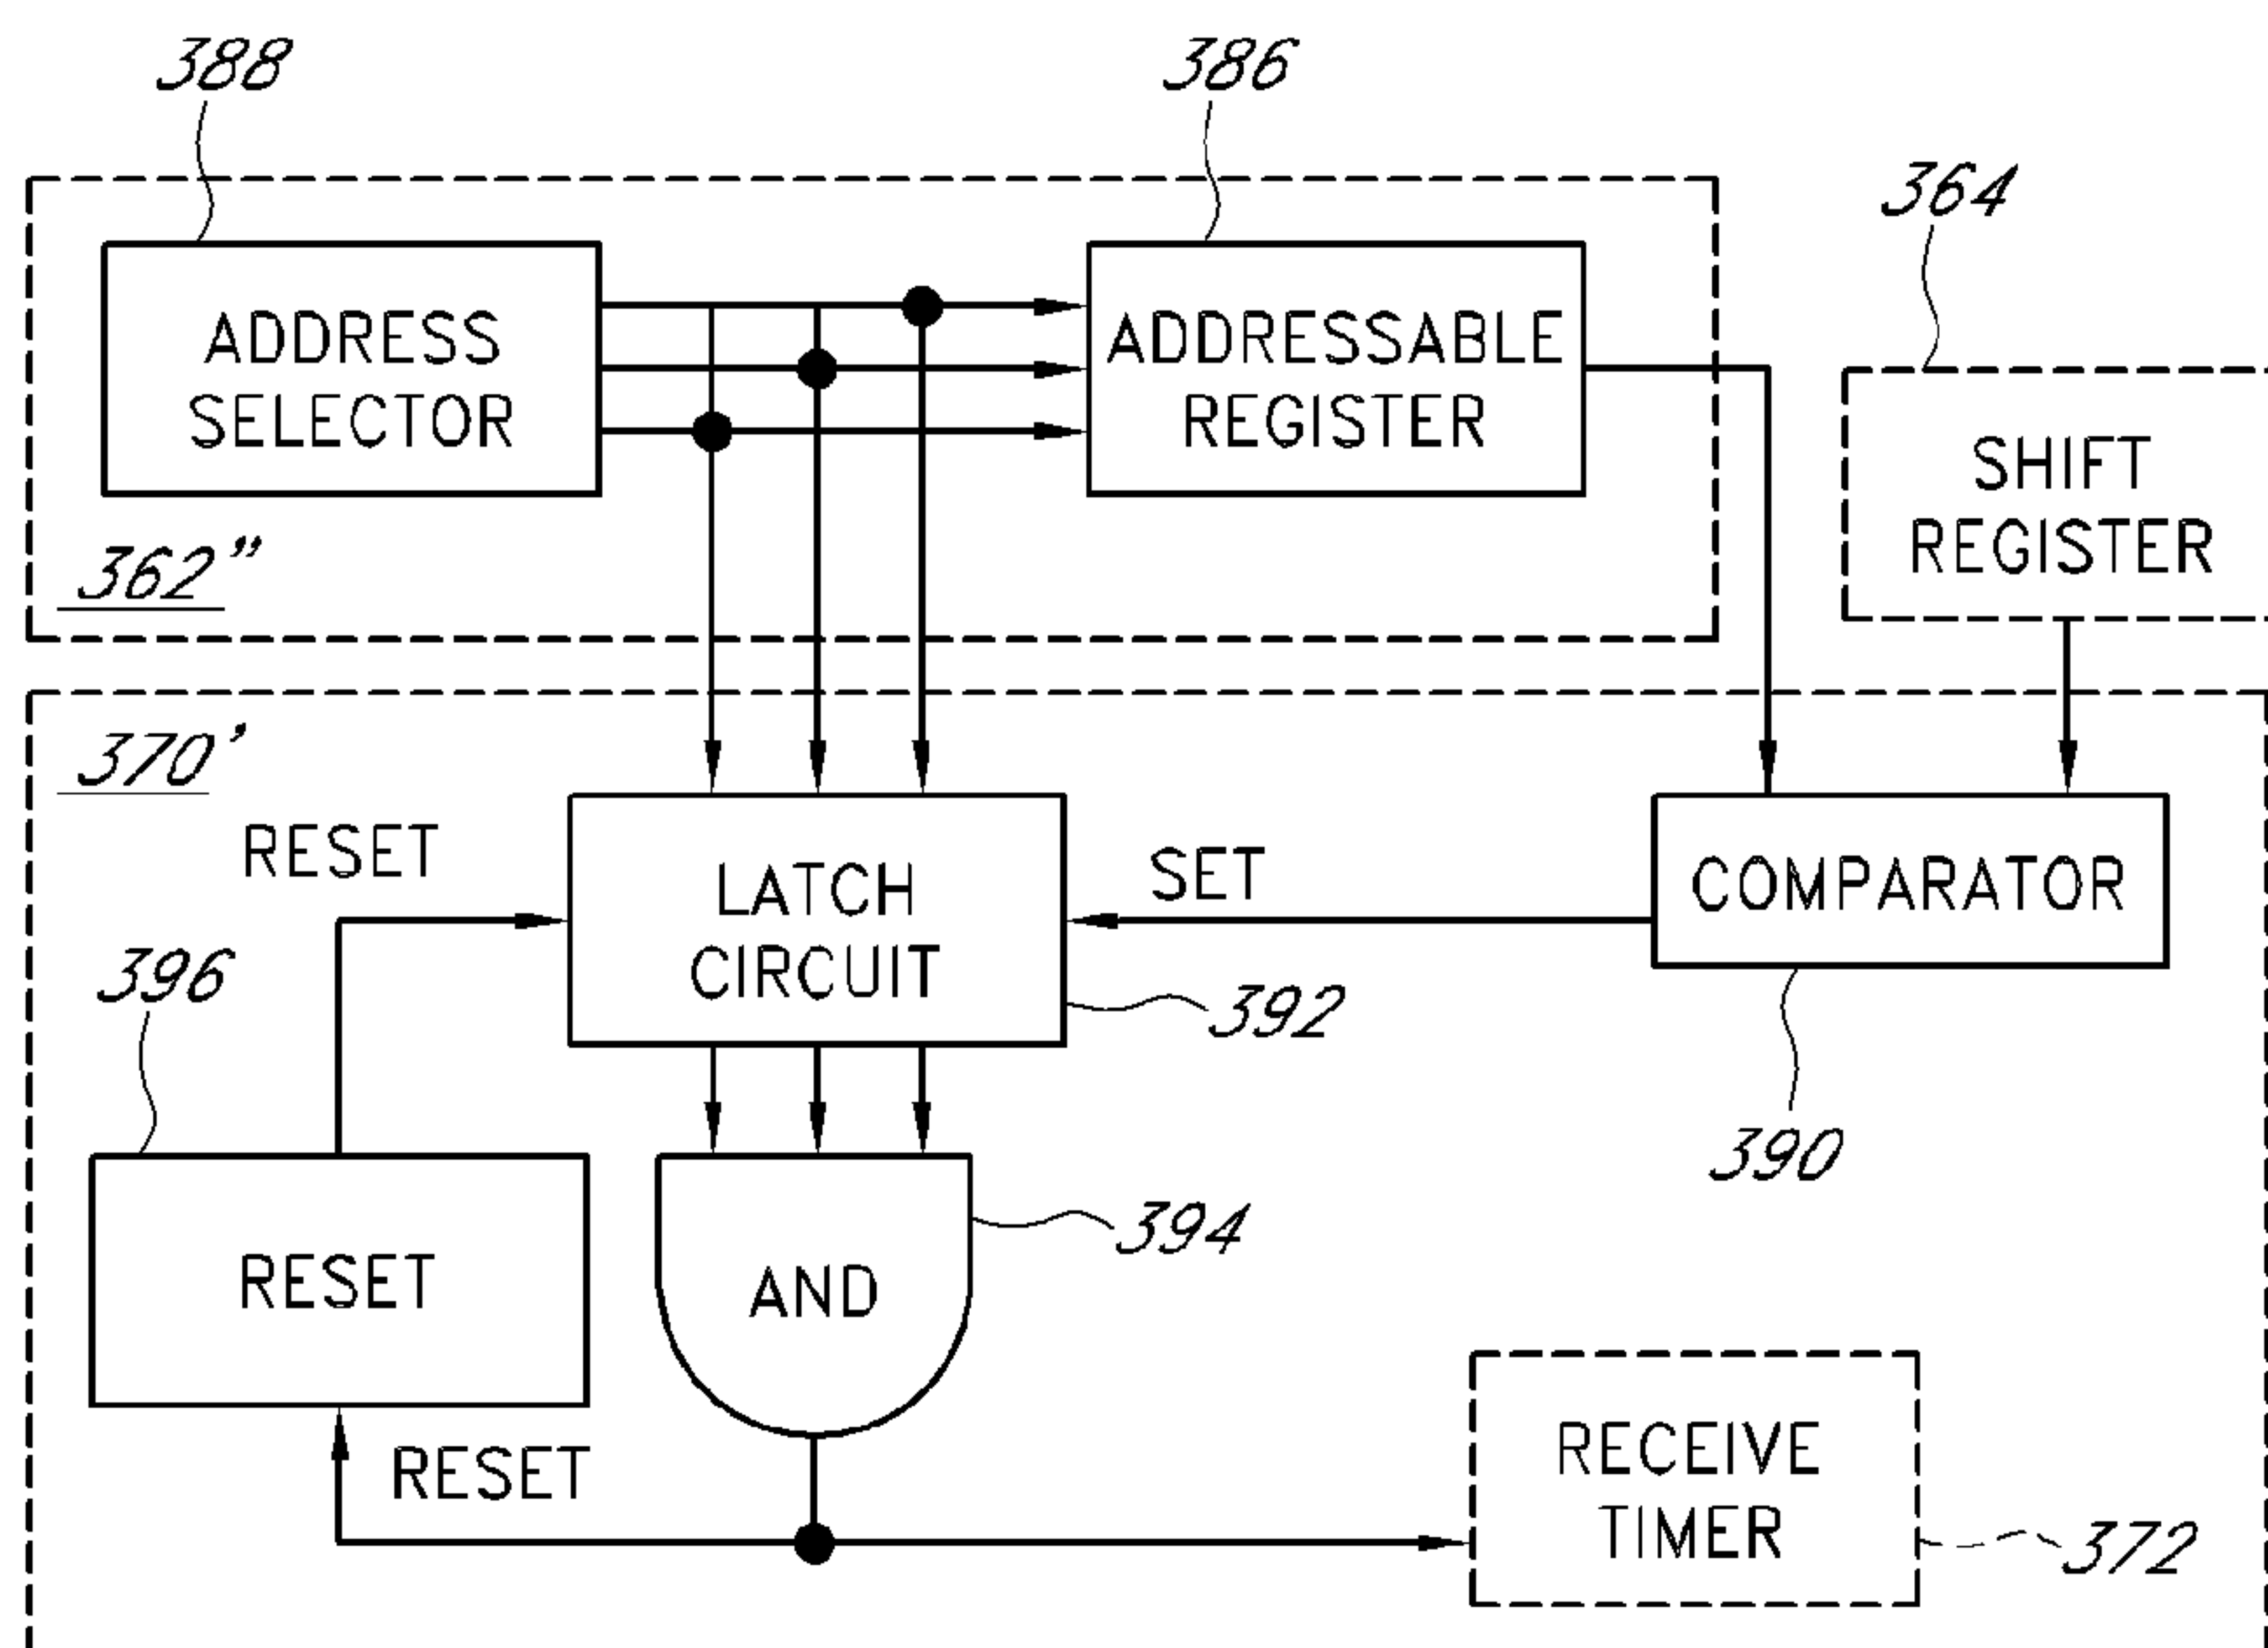 388
386
364
ADDRESS
SELECTOR
ADDRESSABLE
REGISTER
SHIFT
REGISTER
362”
370’
RESET
LATCH
CIRCUIT
SET
COMPARATOR
396
392
390
394
RESET
AND
RESET
RECEIVE
TIMER
372